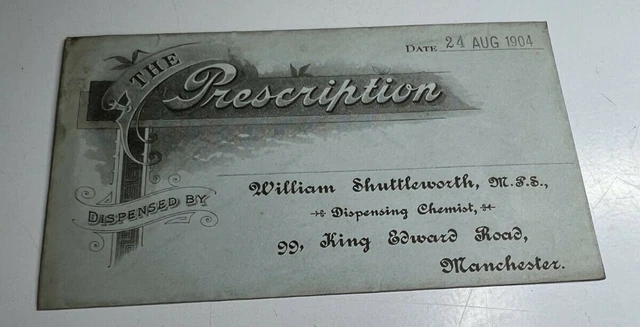 DATE 24 AUG 1904
THE
Prescription
DISPENSED BY
William Shuttleworth, M.P.S.,
Dispensing Chemist,
99, King Edward Road,
Manchester.